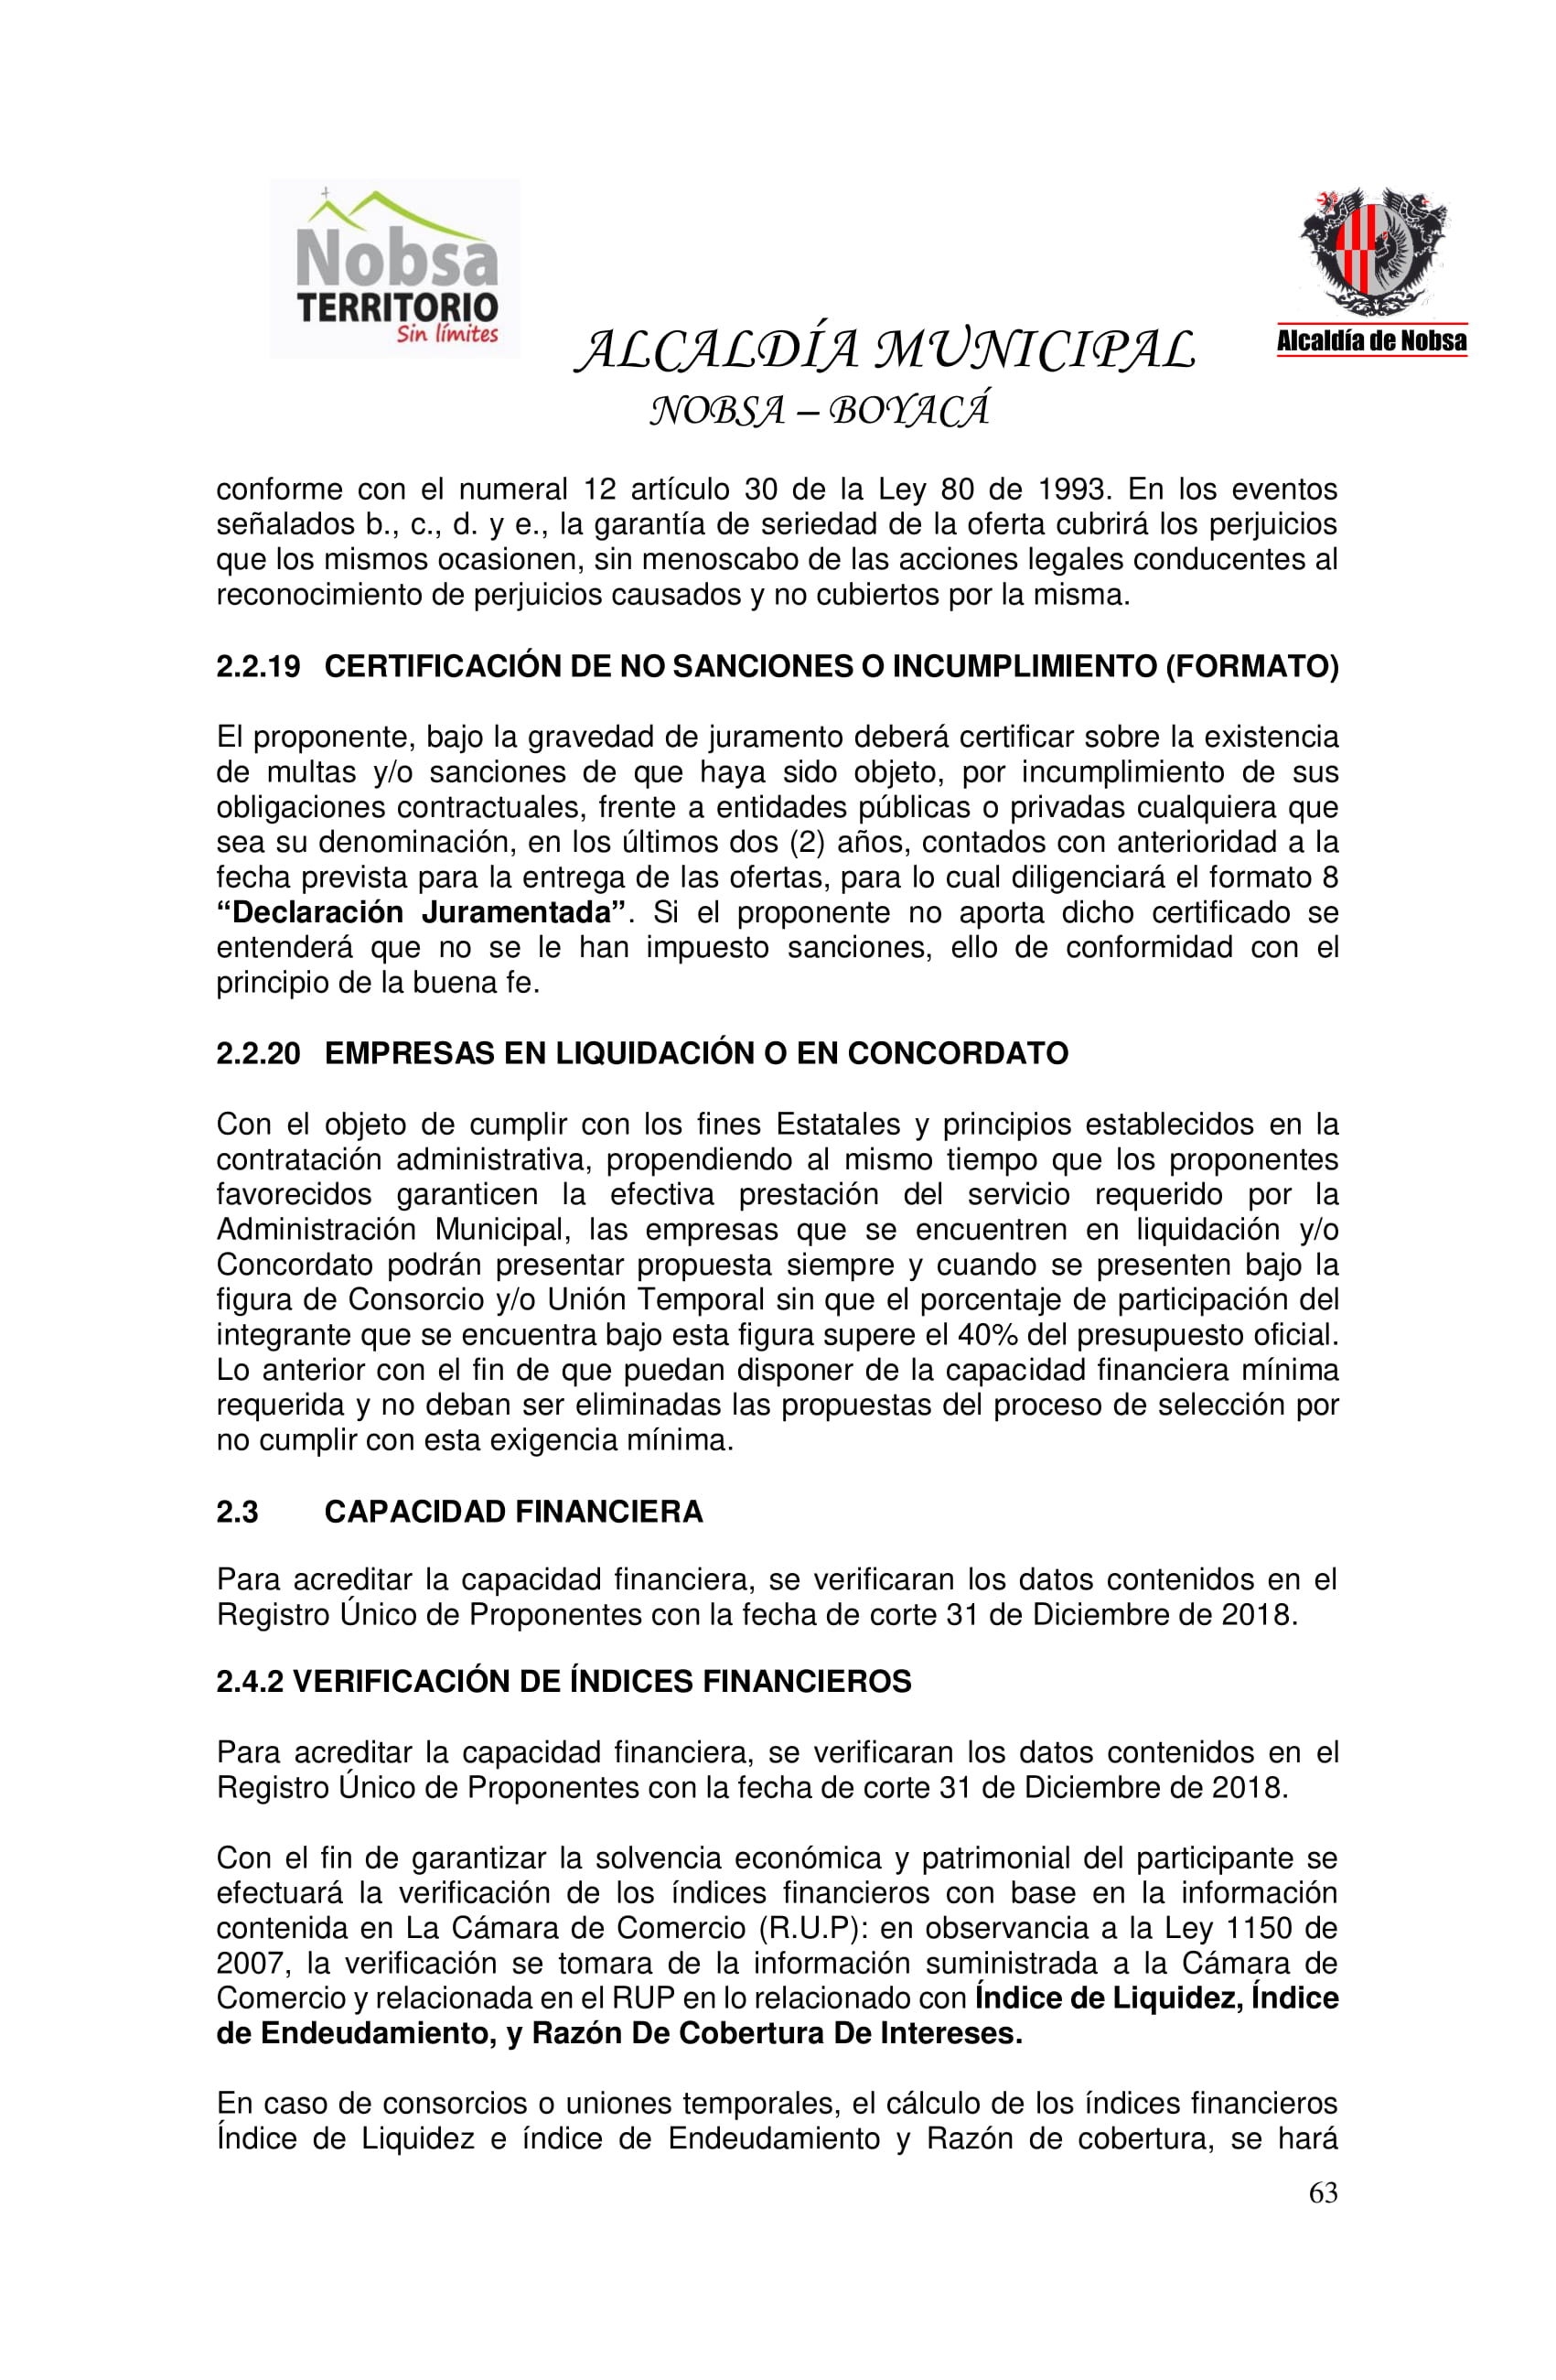 Nobsa
TERRITORIO
Sin límites
Alcaldía de Nobsa
ALCALDÍA MUNICIPAL
NOBSA – BOYACÁ
conforme con el numeral 12 artículo 30 de la Ley 80 de 1993. En los eventos
señalados b., c., d. y e., la garantía de seriedad de la oferta cubrirá los perjuicios
que los mismos ocasionen, sin menoscabo de las acciones legales conducentes al
reconocimiento de perjuicios causados y no cubiertos por la misma.
2.2.19 CERTIFICACIÓN DE NO SANCIONES O INCUMPLIMIENTO (FORMATO)
El proponente, bajo la gravedad de juramento deberá certificar sobre la existencia
de multas y/o sanciones de que haya sido objeto, por incumplimiento de sus
obligaciones contractuales, frente a entidades públicas o privadas cualquiera que
sea su denominación, en los últimos dos (2) años, contados con anterioridad a la
fecha prevista para la entrega de las ofertas, para lo cual diligenciará el formato 8
“Declaración Juramentada”. Si el proponente no aporta dicho certificado se
entenderá que no se le han impuesto sanciones, ello de conformidad con el
principio de la buena fe.
2.2.20 EMPRESAS EN LIQUIDACIÓN O EN CONCORDATO
Con el objeto de cumplir con los fines Estatales y principios establecidos en la
contratación administrativa, propendiendo al mismo tiempo que los proponentes
favorecidos garanticen la efectiva prestación del servicio requerido por la
Administración Municipal, las empresas que se encuentren en liquidación y/o
Concordato podrán presentar propuesta siempre y cuando se presenten bajo la
figura de Consorcio y/o Unión Temporal sin que el porcentaje de participación del
integrante que se encuentra bajo esta figura supere el 40% del presupuesto oficial.
Lo anterior con el fin de que puedan disponer de la capacidad financiera mínima
requerida y no deban ser eliminadas las propuestas del proceso de selección por
no cumplir con esta exigencia mínima.
2.3 CAPACIDAD FINANCIERA
Para acreditar la capacidad financiera, se verificaran los datos contenidos en el
Registro Único de Proponentes con la fecha de corte 31 de Diciembre de 2018.
2.4.2 VERIFICACIÓN DE ÍNDICES FINANCIEROS
Para acreditar la capacidad financiera, se verificaran los datos contenidos en el
Registro Único de Proponentes con la fecha de corte 31 de Diciembre de 2018.
Con el fin de garantizar la solvencia económica y patrimonial del participante se
efectuará la verificación de los índices financieros con base en la información
contenida en La Cámara de Comercio (R.U.P): en observancia a la Ley 1150 de
2007, la verificación se tomara de la información suministrada a la Cámara de
Comercio y relacionada en el RUP en lo relacionado con Índice de Liquidez, Índice
de Endeudamiento, y Razón De Cobertura De Intereses.
En caso de consorcios o uniones temporales, el cálculo de los índices financieros
Índice de Liquidez e índice de Endeudamiento y Razón de cobertura, se hará
63